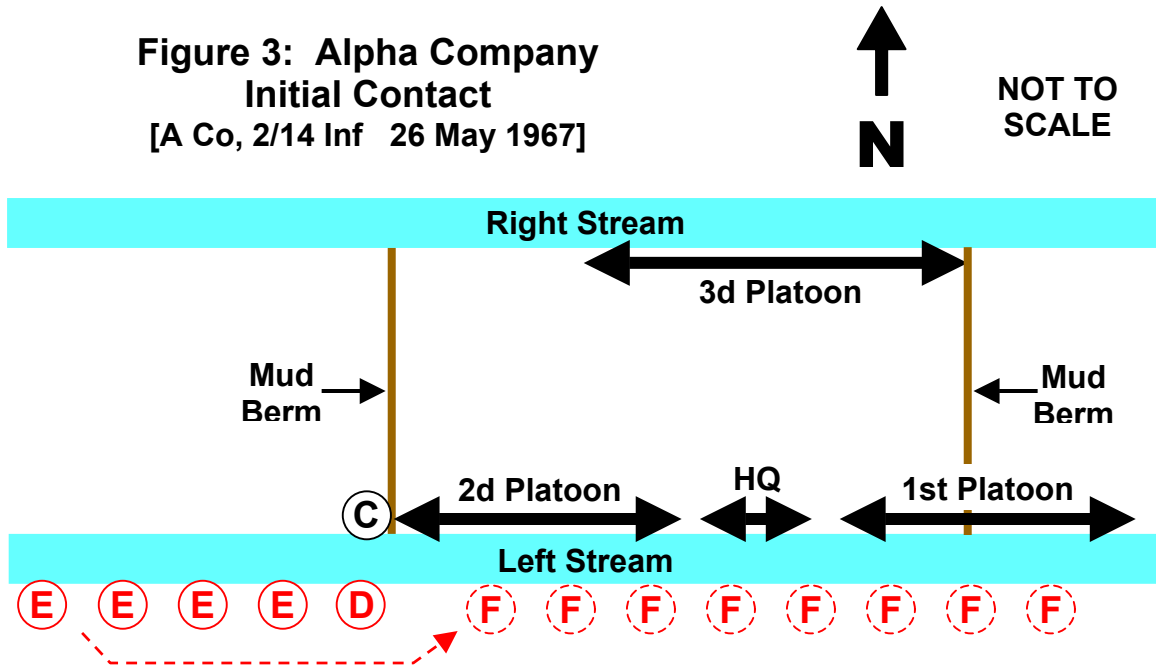 Figure 3:  Alpha Company
Initial Contact
[A Co, 2/14 Inf   26 May 1967]
N
NOT TO
SCALE
Right Stream
3d Platoon
Mud
Berm
Mud
Berm
HQ
2d Platoon
1st Platoon
C
Left Stream
E E E E D F F F F F F F F